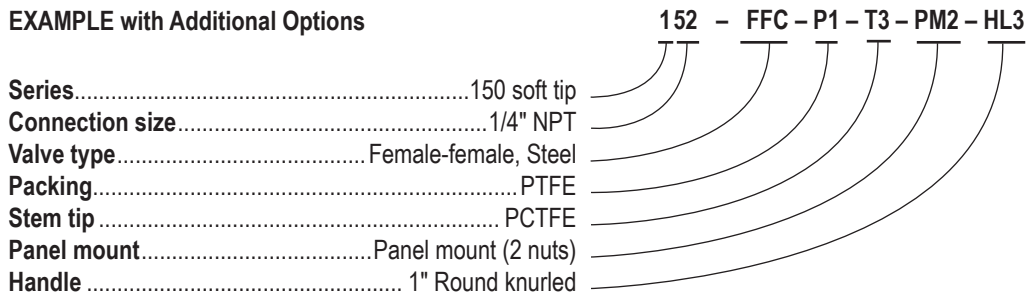 EXAMPLE with Additional Options 152 – FFC – P1 – T3 – PM2 – HL3
Series......................................................150 soft tip
Connection size..........................................1/4" NPT
Valve type...................................Female-female, Steel
Packing..........................................................PTFE
Stem tip.......................................................PCTFE
Panel mount................................Panel mount (2 nuts)
Handle............................................1" Round knurled